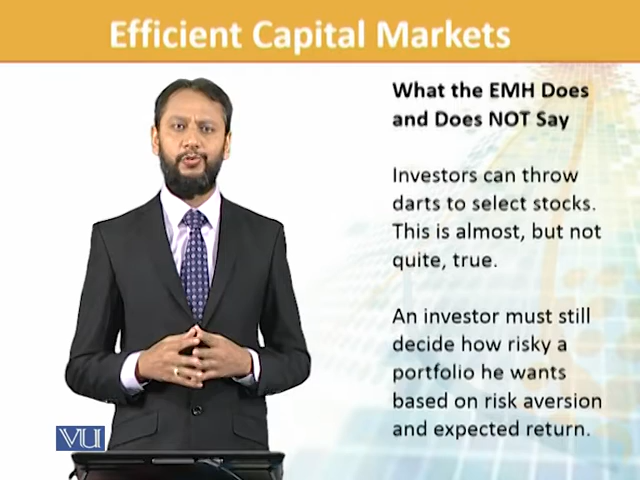 Efficient Capital Markets
What the EMH Does
and Does NOT Say
Investors can throw
darts to select stocks.
This is almost, but not
quite, true.
An investor must still
decide how risky a
portfolio he wants
based on risk aversion
and expected return.
VU